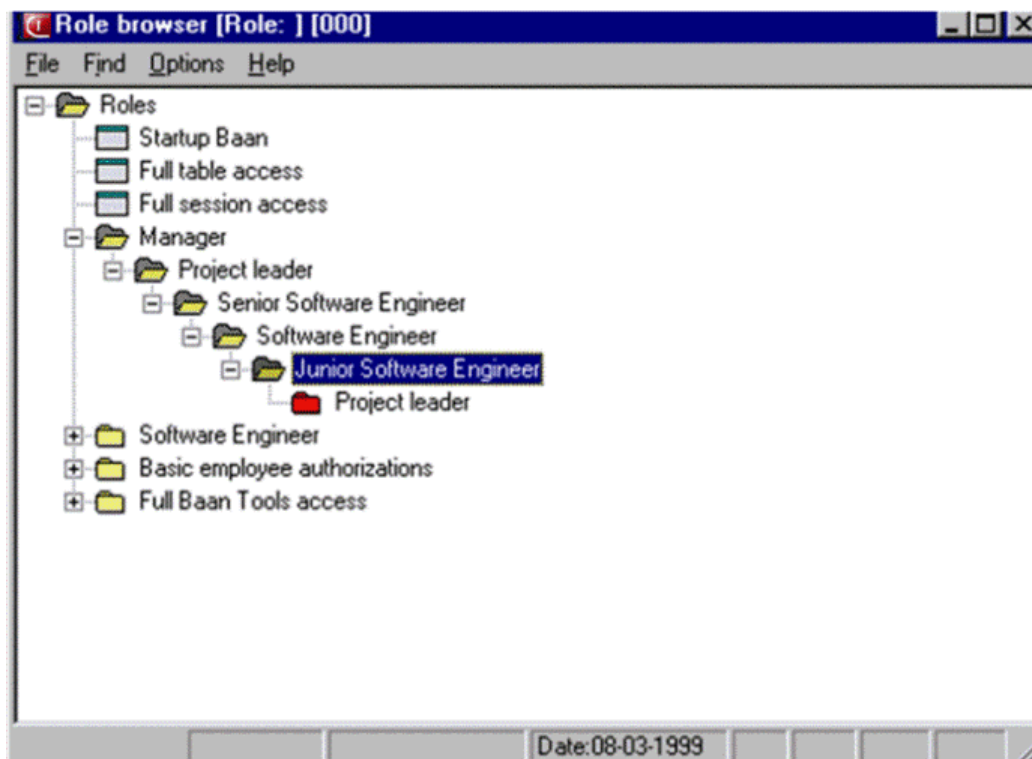 Role browser [Role: ] [000]
File Find Options Help
Roles
Startup Baan
Full table access
Full session access
Manager
Project leader
Senior Software Engineer
Software Engineer
Junior Software Engineer
Project leader
Software Engineer
Basic employee authorizations
Full Baan Tools access
Date:08-03-1999